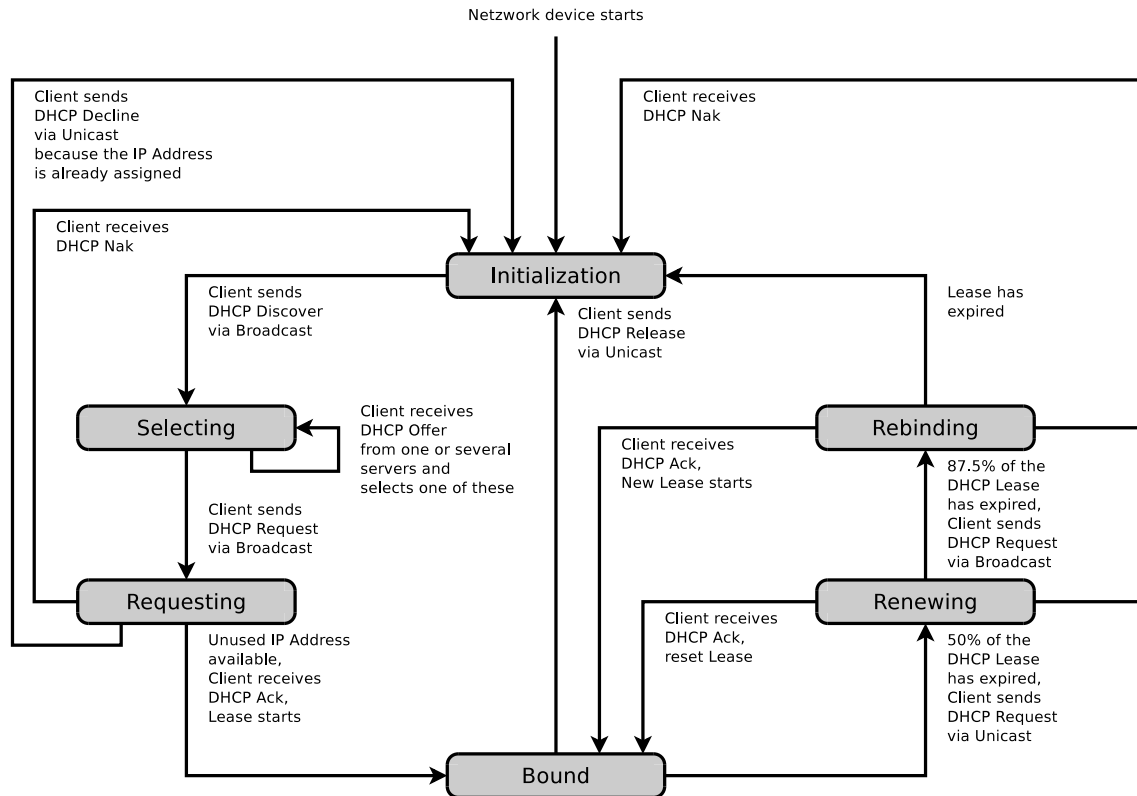 Netzwork device starts
Client sends
DHCP Decline
via Unicast
because the IP Address
is already assigned
Client receives
DHCP Nak
Client receives
DHCP Nak
Initialization
Client sends
DHCP Discover
via Broadcast
Client sends
DHCP Release
via Unicast
Lease has
expired
Selecting
Client receives
DHCP Offer
from one or several
servers and
selects one of these
Rebinding
Client receives
DHCP Ack,
New Lease starts
87.5% of the
DHCP Lease
has expired,
Client sends
DHCP Request
via Broadcast
Client sends
DHCP Request
via Broadcast
Requesting
Renewing
Unused IP Address
available,
Client receives
DHCP Ack,
Lease starts
Client receives
DHCP Ack,
reset Lease
50% of the
DHCP Lease
has expired,
Client sends
DHCP Request
via Unicast
Bound